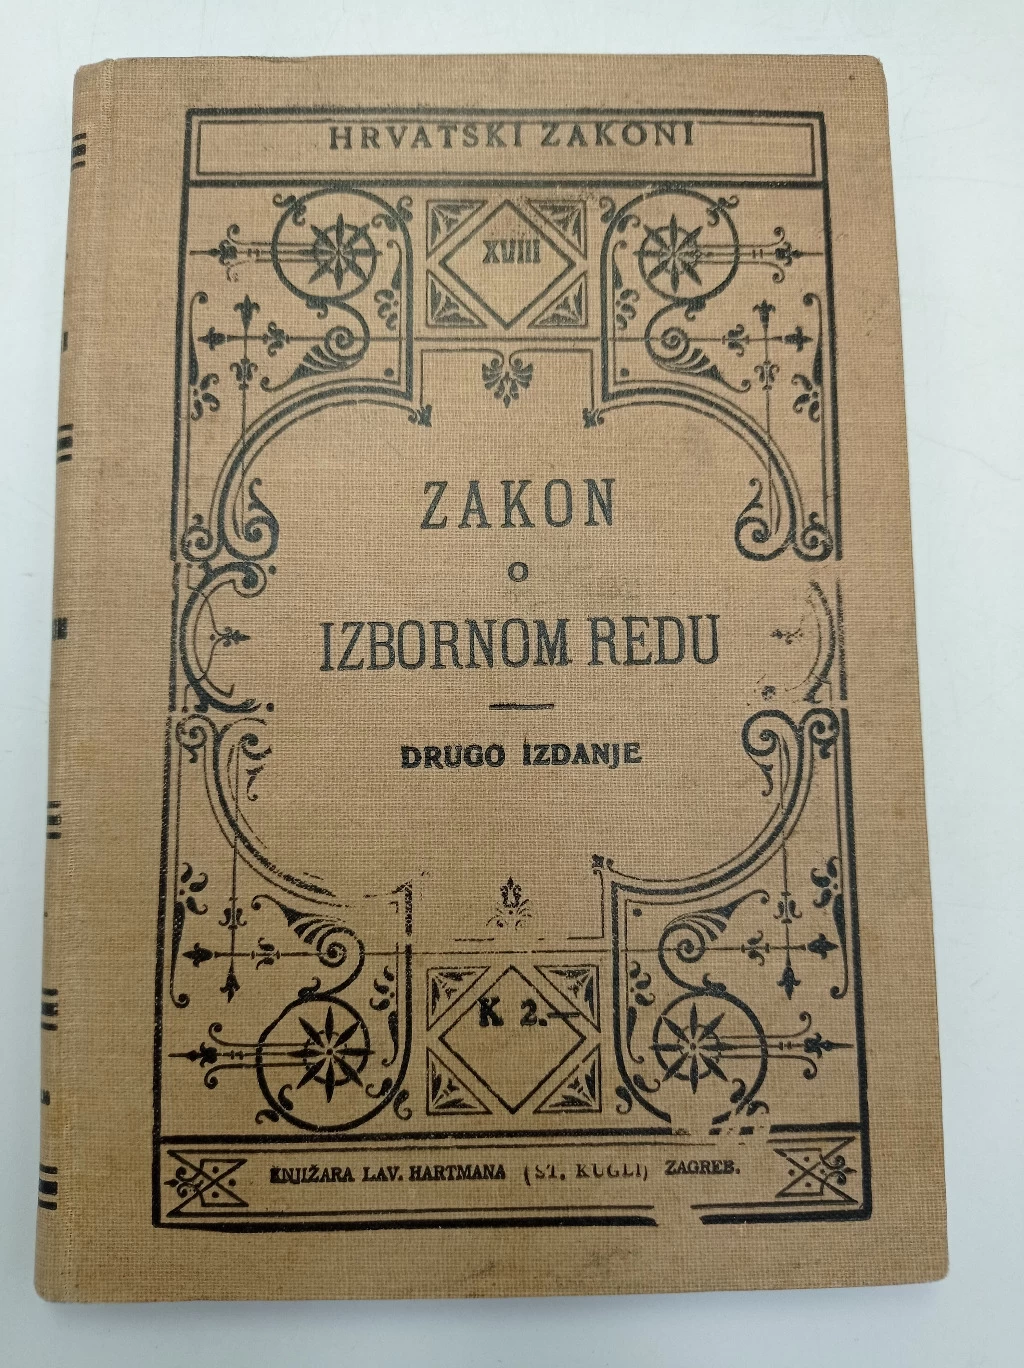 HRVATSKI ZAKONI
XVIII
ZAKON
O
IZBORNOM REDU
DRUGO IZDANJE
K 2.—
KNJIŽARA LAV. HARTMANA (ST. KUGLI) ZAGREB.